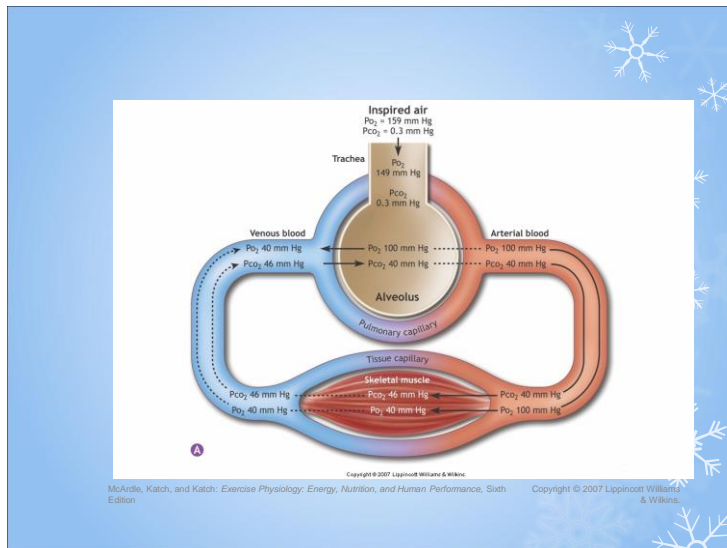 Inspired air
Po₂ = 159 mm Hg
Pco₂ = 0.3 mm Hg
Trachea
Po₂
149 mm Hg
Pco₂
0.3 mm Hg
Venous blood
Arterial blood
Po₂ 40 mm Hg
Po₂ 100 mm Hg
Po₂ 100 mm Hg
Pco₂ 46 mm Hg
Pco₂ 40 mm Hg
Pco₂ 40 mm Hg
Alveolus
Pulmonary capillary
Tissue capillary
Skeletal muscle
Pco₂ 46 mm Hg
Pco₂ 46 mm Hg
Pco₂ 40 mm Hg
Po₂ 40 mm Hg
Po₂ 40 mm Hg
Po₂ 100 mm Hg
A
Copyright © 2007 Lippincott Williams & Wilkins.
McArdle, Katch, and Katch: Exercise Physiology: Energy, Nutrition, and Human Performance, Sixth
Edition
Copyright © 2007 Lippincott Williams
& Wilkins.